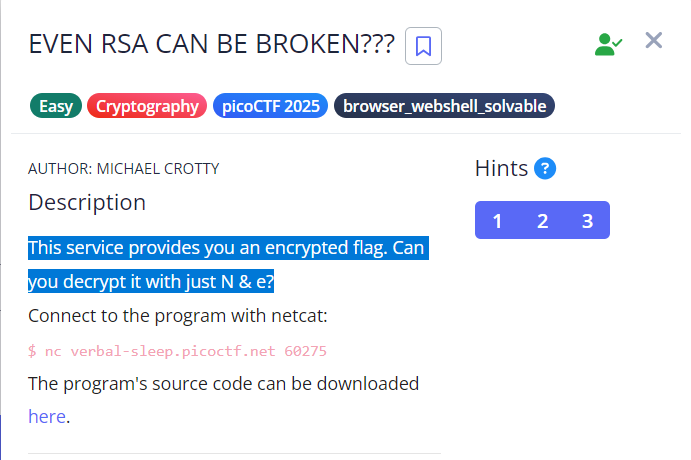 EVEN RSA CAN BE BROKEN???
Easy Cryptography picoCTF 2025 browser_webshell_solvable
AUTHOR: MICHAEL CROTTY
Description
This service provides you an encrypted flag. Can
you decrypt it with just N & e?
Connect to the program with netcat:
$ nc verbal-sleep.picoctf.net 60275
The program's source code can be downloaded
here.
Hints ?
1 2 3